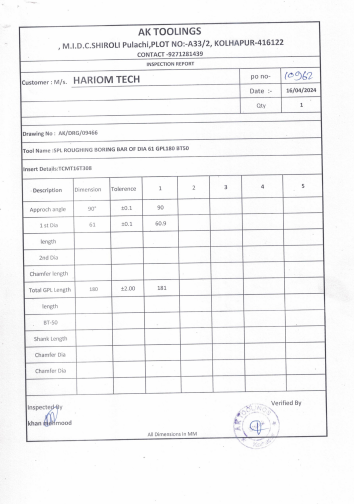 AK TOOLINGS
, M.I.D.C.SHIROLI Pulachi,PLOT NO:-A33/2, KOLHAPUR-416122
CONTACT -9271281439
INSPECTION REPORT
Customer : M/s. HARIOM TECH
po no- 10962
Date :- 16/04/2024
Qty 1
Drawing No : AK/DRG/09466
Tool Name :-SPL ROUGHING BORING BAR OF DIA 61 GPL180 BT50
Insert Details:TCMT16T308
Description Dimension Tolerence 1 2 3 4 5
Approch angle 90° ±0.1 90
1 st Dia 61 ±0.1 60.9
length
2nd Dia
Chamfer length
Total GPL Length 180 ±2.00 181
length
BT-50
Shank Length
Chamfer Dia
Chamfer Dia
Inspected By
Verified By
khan mahmood
All Dimensions in MM